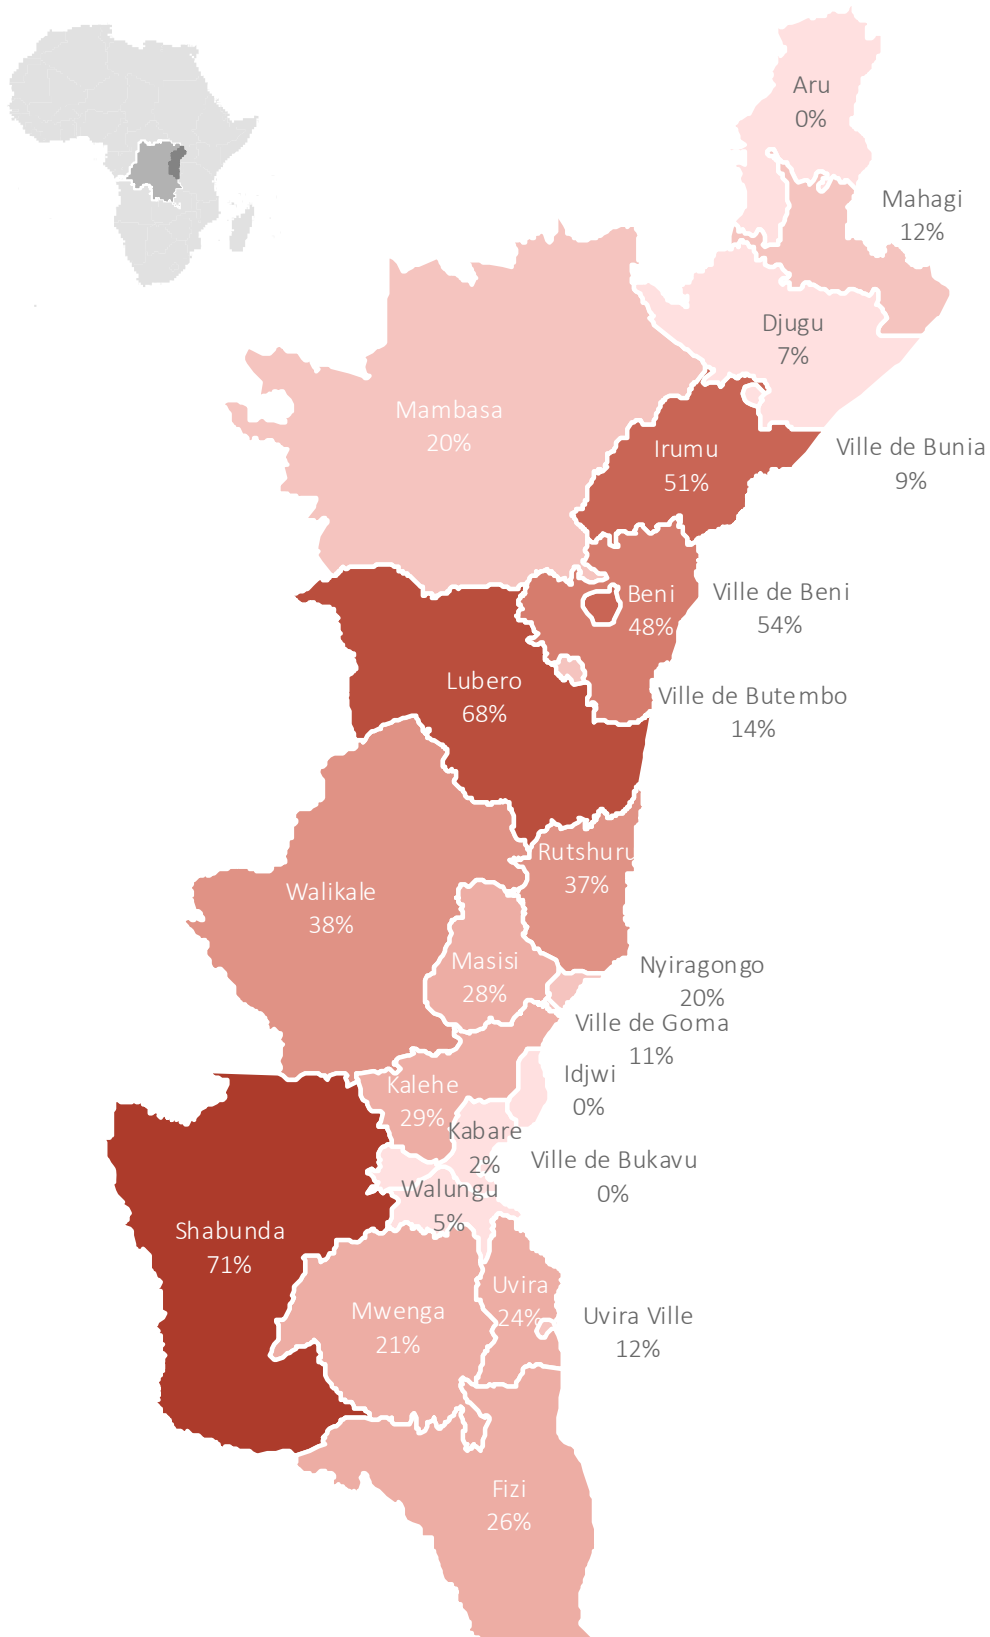 Aru
0%
Mahagi
12%
Djugu
7%
Mambasa
20%
Irumu
51%
Ville de Bunia
9%
Beni
48%
Ville de Beni
54%
Lubero
68%
Ville de Butembo
14%
Rutshuru
37%
Walikale
38%
Masisi
28%
Nyiragongo
20%
Ville de Goma
11%
Idjwi
0%
Kalehe
29%
Kabare
2%
Ville de Bukavu
0%
Walungu
5%
Shabunda
71%
Uvira
24%
Mwenga
21%
Uvira Ville
12%
Fizi
26%